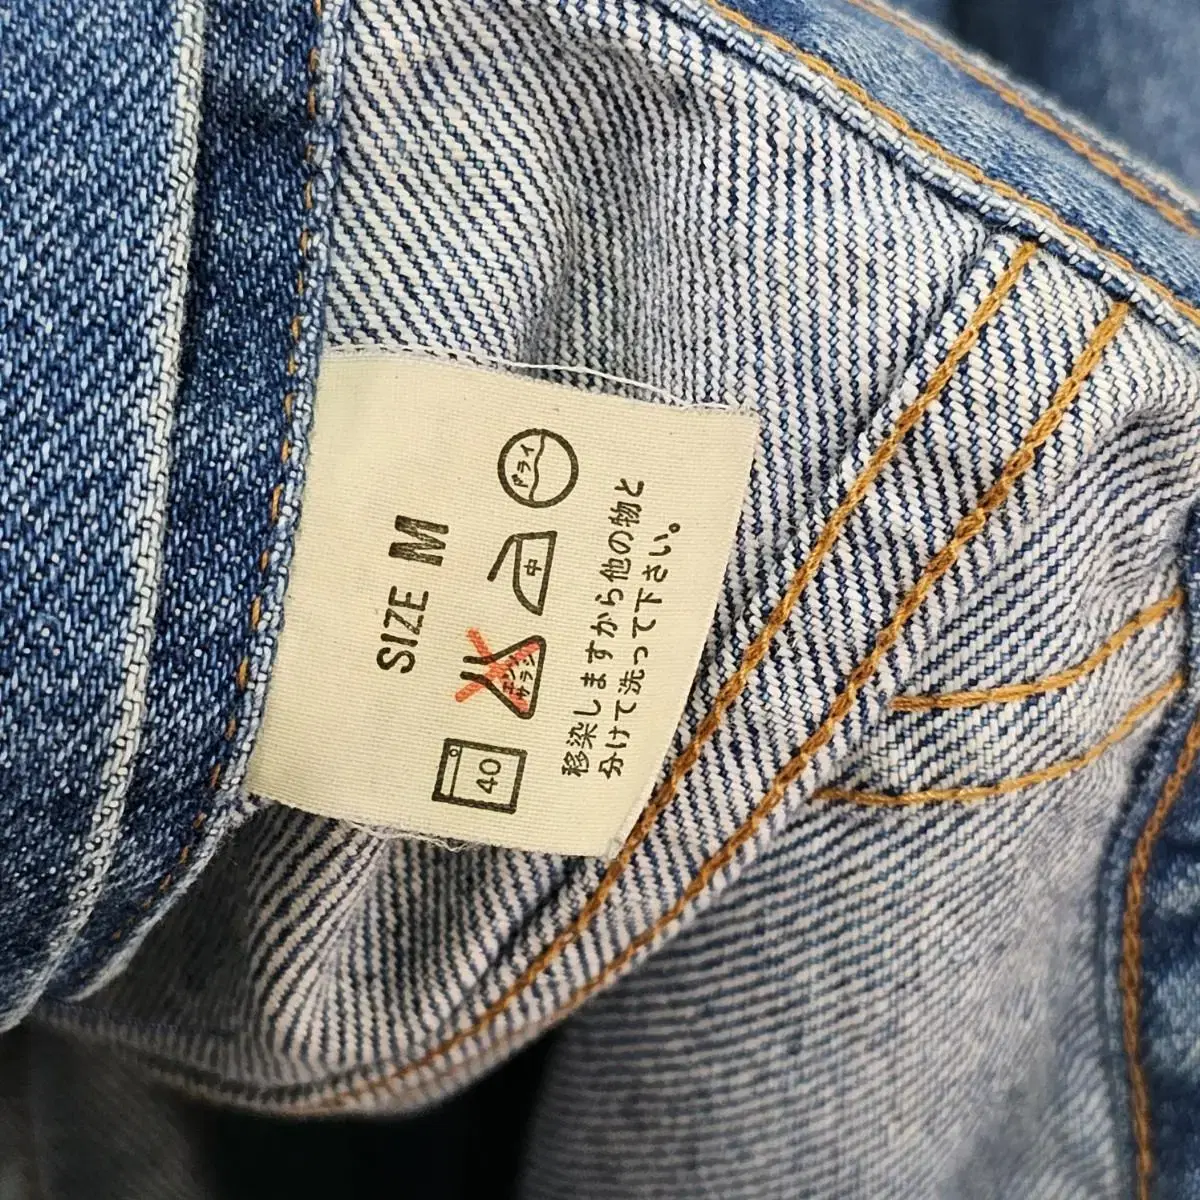 SIZE M
40
エンソ
サラシ
中
ドライ
移染しますから他の物と
分けて洗って下さい。